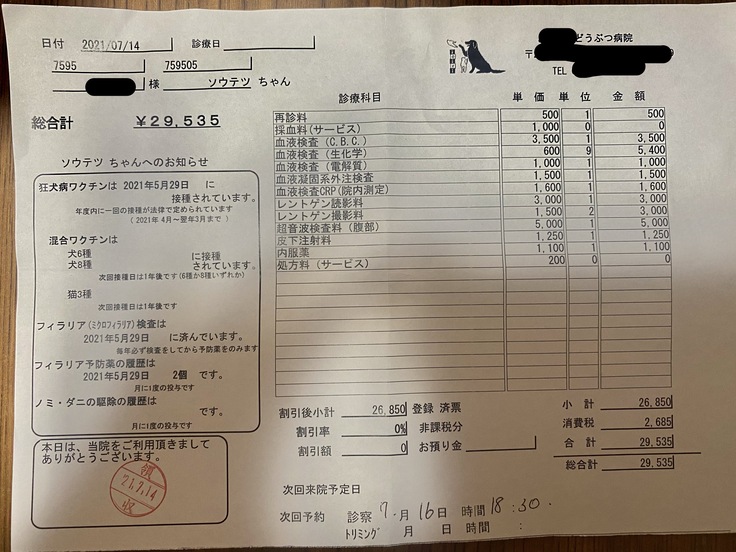 日付 2021/07/14 診療日
どうぶつ病院
〒
TEL
7595 759505
様 ソウテツ ちゃん
総合計 ¥29,535
ソウテツ ちゃんへのお知らせ
狂犬病ワクチンは 2021年5月29日 に
接種されています。
年度内に一回の接種が法律で定められています
(2021年 4月~翌年3月まで )
混合ワクチンは
犬6種 に接種
犬8種 されています。
次回接種日は1年後です(6種か8種いずれか)
猫3種
次回接種日は1年後です
フィラリア(ミクロフィラリア)検査は
2021年5月29日 に済んでいます。
毎年必ず検査をしてから予防薬をのみます
フィラリア予防薬の履歴は
2021年5月29日 2個 です。
月に1度の投与です
ノミ・ダニの駆除の履歴は
です。
月に1度の投与です
本日は、当院をご利用頂きまして
ありがとうございます。
領
21.7.14
収
診療科目 単価 単位 金額
再診料 500 1 500
採血料(サービス) 1,000 0 0
血液検査 (C.B.C.) 3,500 1 3,500
血液検査 (生化学) 600 9 5,400
血液検査 (電解質) 1,000 1 1,000
血液凝固系外注検査 1,500 1 1,500
血液検査CRP(院内測定) 1,600 1 1,600
レントゲン読影料 3,000 1 3,000
レントゲン撮影料 1,500 2 3,000
超音波検査料 (腹部) 5,000 1 5,000
皮下注射料 1,250 1 1,250
内服薬 1,100 1 1,100
処方料 (サービス) 200 0 0
割引後小計 26,850 登録 済票 小計 26,850
割引率 0% 非課税分 消費税 2,685
割引額 0 お預り金 合計 29,535
総合計 29,535
次回来院予定日
次回予約 診察 7月 16日 時間 18:30.
トリミング 月 日 時間 :